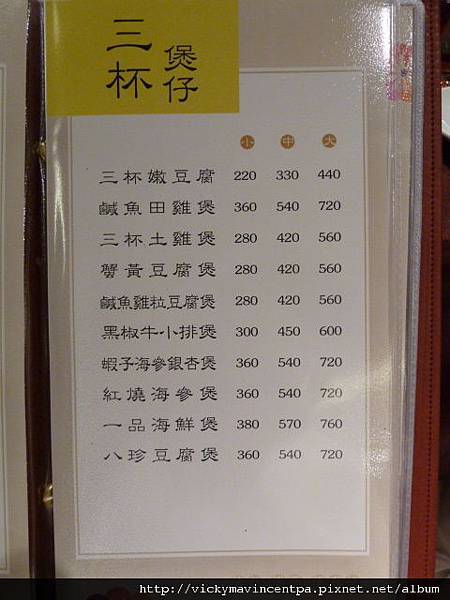 三杯
煲仔
小 中 大
三杯嫩豆腐 220 330 440
鹹魚田雞煲 360 540 720
三杯土雞煲 280 420 560
蟹黃豆腐煲 280 420 560
鹹魚雞粒豆腐煲 280 420 560
黑椒牛小排煲 300 450 600
蝦子海參銀杏煲 360 540 720
紅燒海參煲 360 540 720
一品海鮮煲 380 570 760
八珍豆腐煲 360 540 720
http://vickymavincentpa.pixnet.net/album